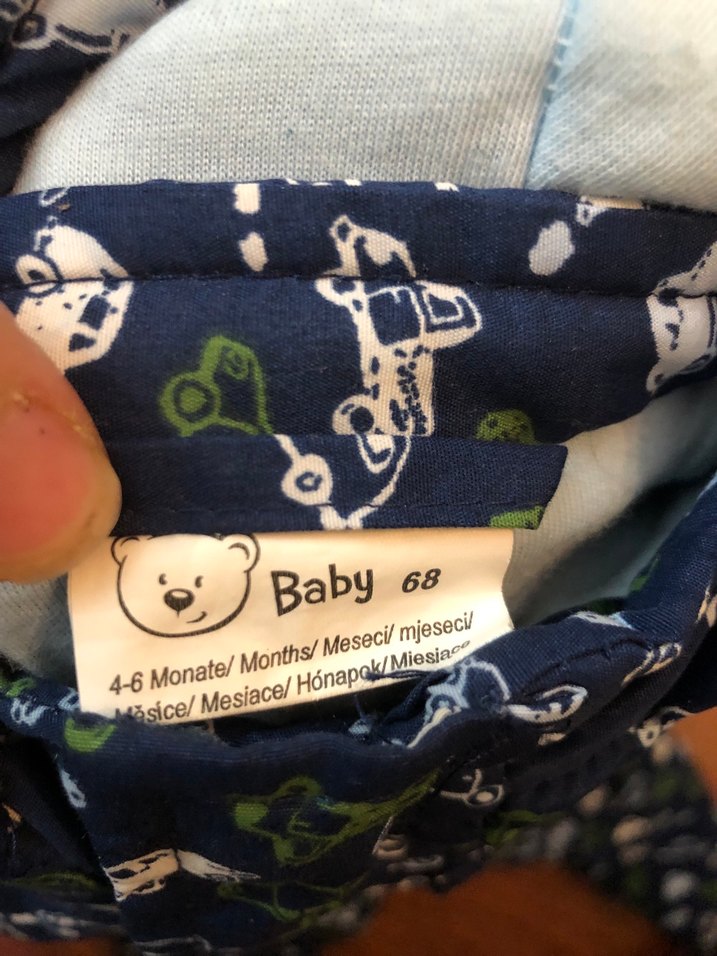 Baby 68
4-6 Monate/ Months/ Meseci/ mjeseci/
Měsíce/ Mesiace/ Hónapok/ Miesiące